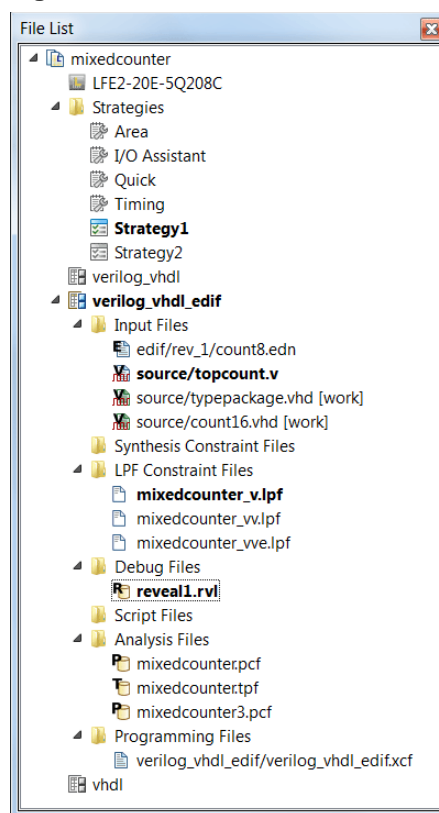 File List
mixedcounter
LFE2-20E-5Q208C
Strategies
Area
I/O Assistant
Quick
Timing
Strategy1
Strategy2
verilog_vhdl
verilog_vhdl_edif
Input Files
edif/rev_1/count8.edn
source/topcount.v
source/typepackage.vhd [work]
source/count16.vhd [work]
Synthesis Constraint Files
LPF Constraint Files
mixedcounter_v.lpf
mixedcounter_vv.lpf
mixedcounter_vve.lpf
Debug Files
reveal1.rvl
Script Files
Analysis Files
mixedcounter.pcf
mixedcounter.tpf
mixedcounter3.pcf
Programming Files
verilog_vhdl_edif/verilog_vhdl_edif.xcf
vhdl